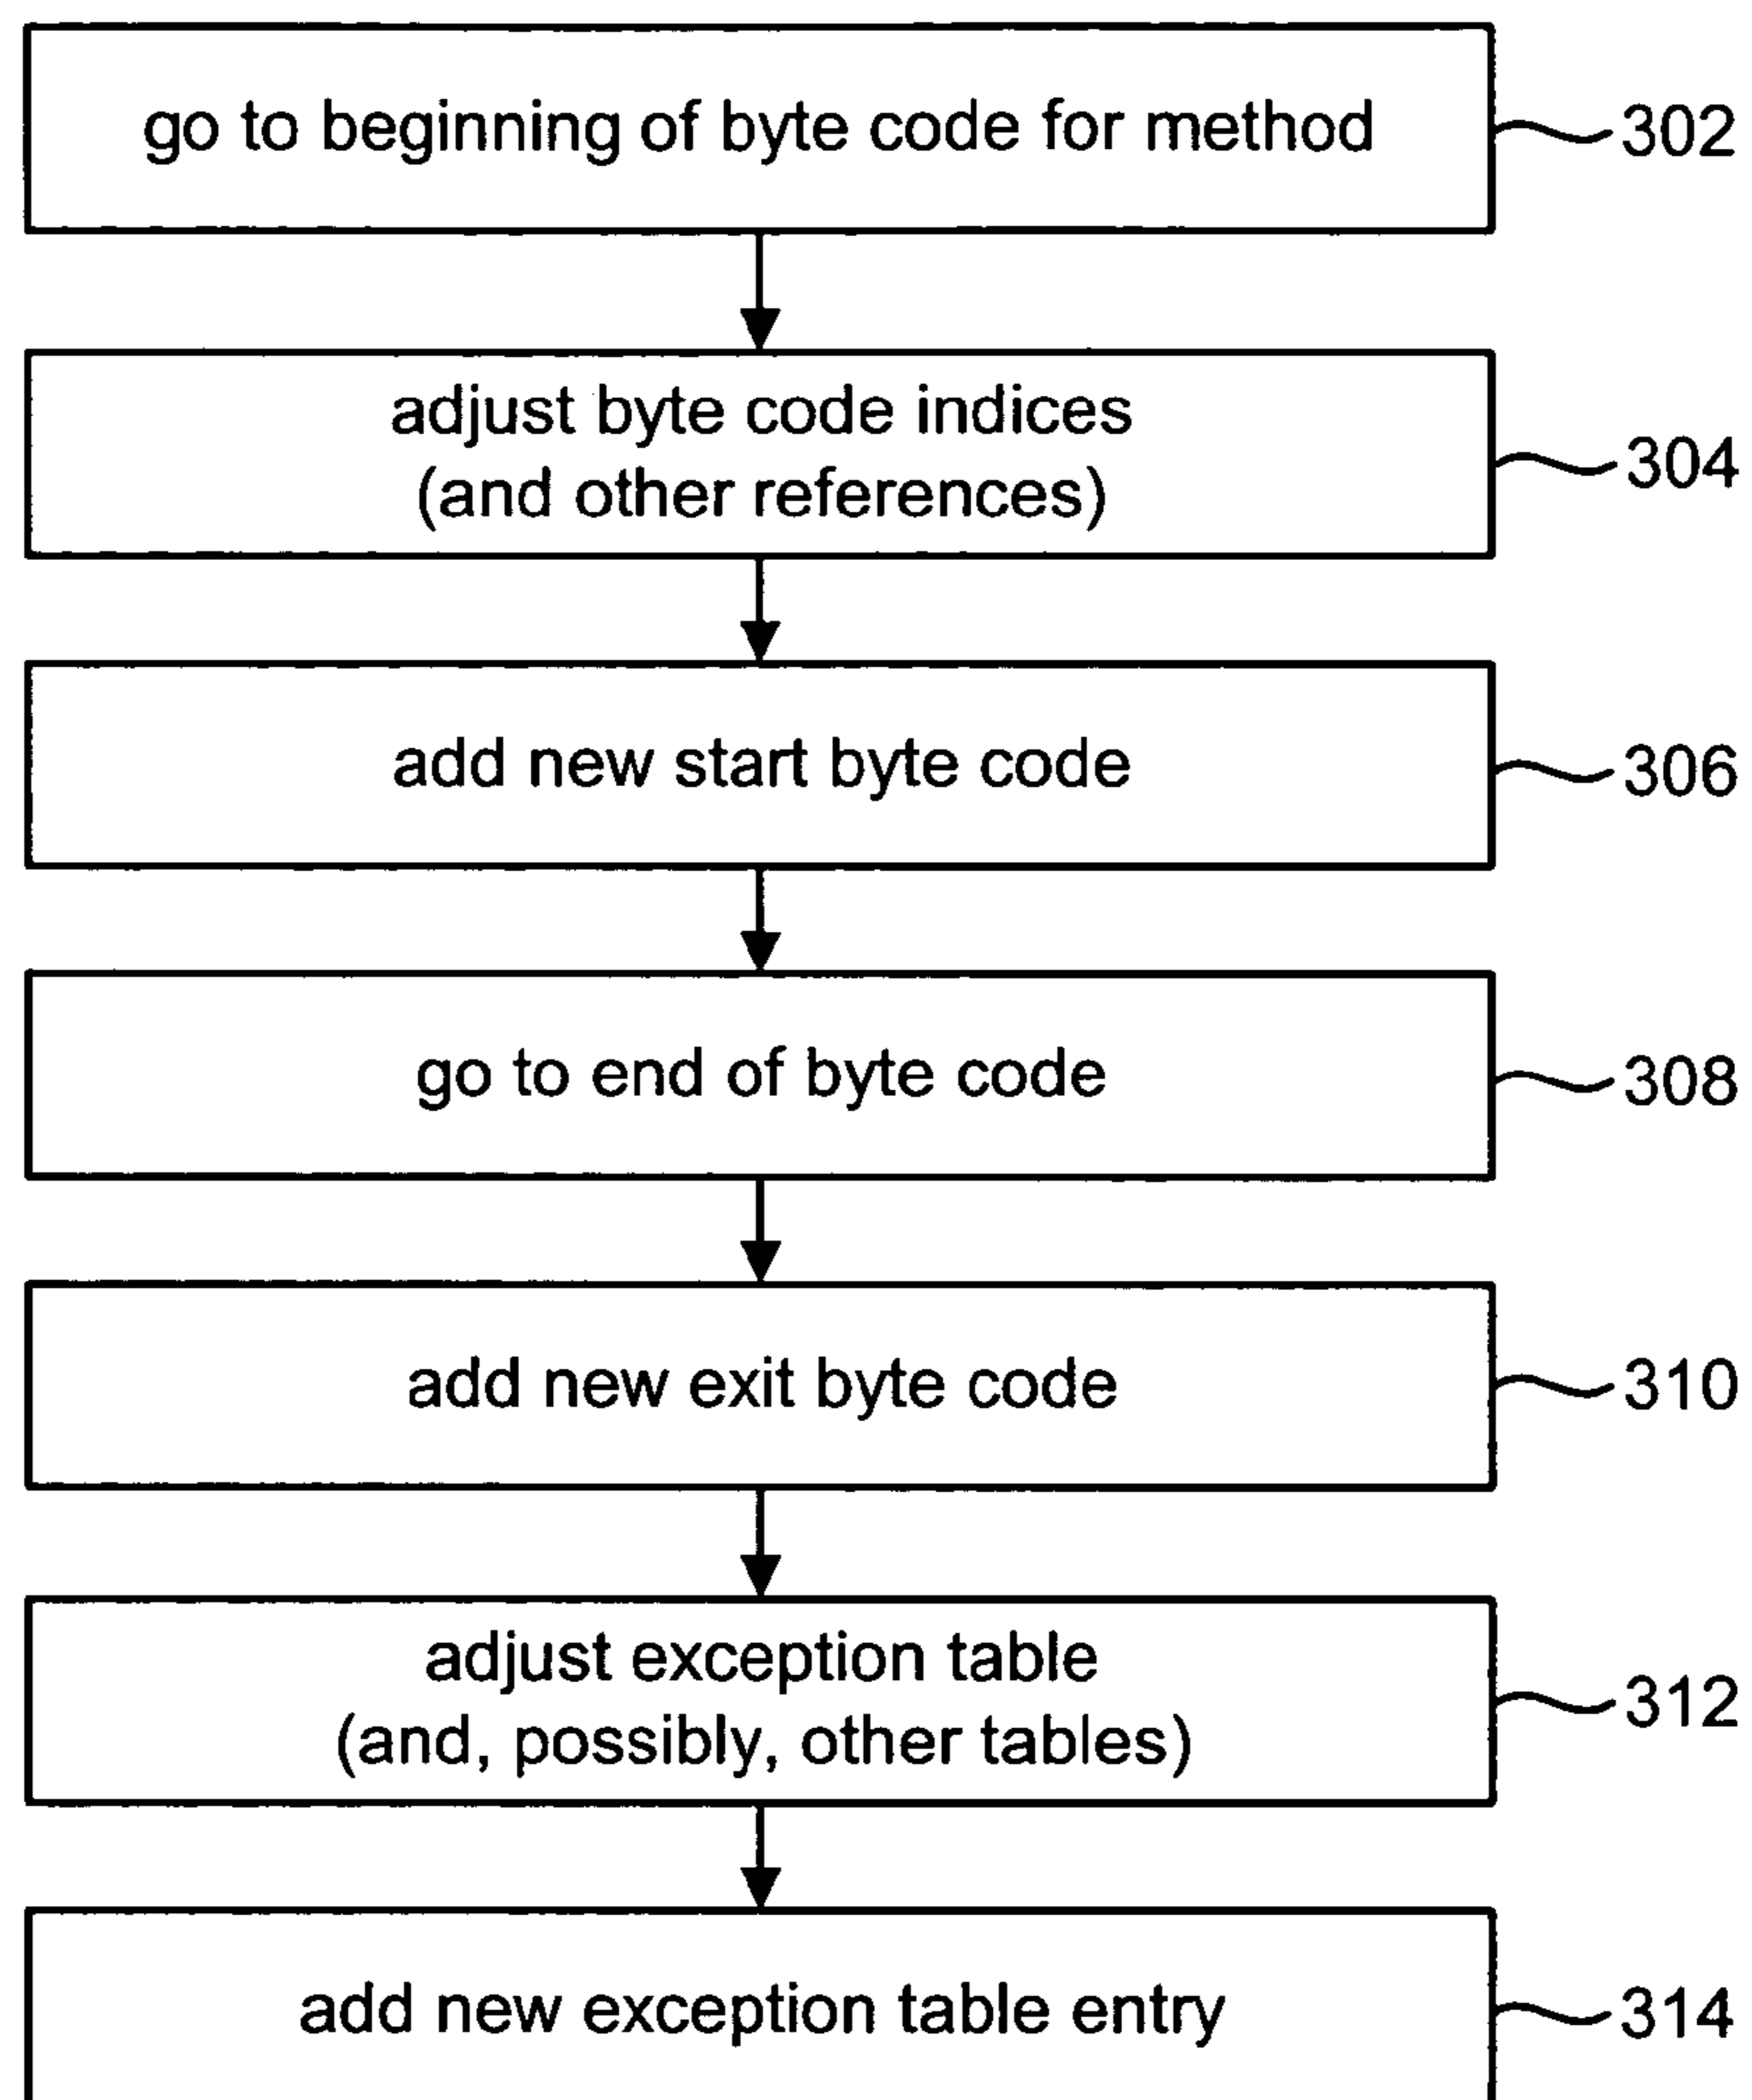 go to beginning of byte code for method
302
adjust byte code indices
(and other references)
304
add new start byte code
306
go to end of byte code
308
add new exit byte code
310
adjust exception table
(and, possibly, other tables)
312
add new exception table entry
314